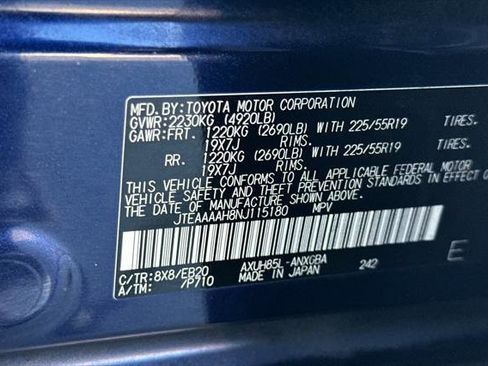 MFD. BY: TOYOTA MOTOR CORPORATION
GVWR: 2230KG (4920LB)
GAWR: FRT. 1220KG (2690LB) WITH 225/55R19 TIRES.
19X7J RIMS.
RR. 1220KG (2690LB) WITH 225/55R19 TIRES.
19X7J RIMS.
THIS VEHICLE CONFORMS TO ALL APPLICABLE FEDERAL MOTOR
VEHICLE SAFETY AND THEFT PREVENTION STANDARDS IN EFFECT O
THE DATE OF MANUFACTURE SHOWN ABOVE.
JTEAAAAH8NJ115180 MPV
C/TR: 8X8/EB20 AXUH85L-ANXGBA 242 E
A/TM: /P710 MADE IN JAPAN